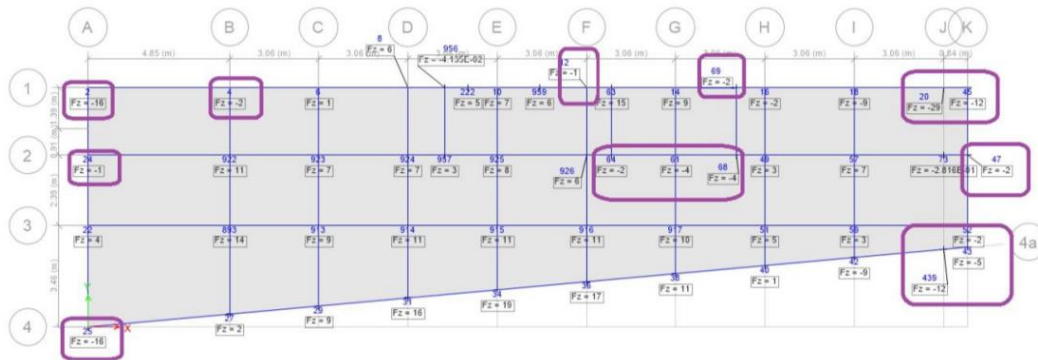 A B C D E F G H I J K
4.85 (m) 3.06 (m) 3.06 (m) 3.06 (m) 3.06 (m) 3.06 (m) 3.06 (m) 0.84 (m)
8
Fz = 6
956
Fz = -4.135E-02
12
Fz = -1
69
Fz = -2
1
2
Fz = -16
4
Fz = -2
6
Fz = 1
222
Fz = 5
10
Fz = 7
959
Fz = 6
63
Fz = 15
14
Fz = 9
16
Fz = -2
18
Fz = -9
20
Fz = -29
45
Fz = -12
1.39 (m)
0.91 (m)
2
24
Fz = -1
922
Fz = 11
923
Fz = 7
924
Fz = 7
957
Fz = 3
925
Fz = 8
926
Fz = 6
64
Fz = -2
Fz = -4
68
Fz = -4
49
Fz = 3
57
Fz = 7
73
Fz = -2.816E-01
47
Fz = -2
2.39 (m)
3
22
Fz = 4
893
Fz = 14
913
Fz = 9
914
Fz = 11
915
Fz = 11
916
Fz = 11
917
Fz = 10
51
Fz = 5
Fz = 3
52
Fz = -2
43
Fz = -5
4a
3.46 (m)
439
Fz = -12
42
Fz = -9
40
Fz = 1
38
Fz = 11
36
Fz = 17
34
Fz = 19
31
Fz = 16
29
Fz = 9
27
Fz = 2
Y
X
4
25
Fz = -16